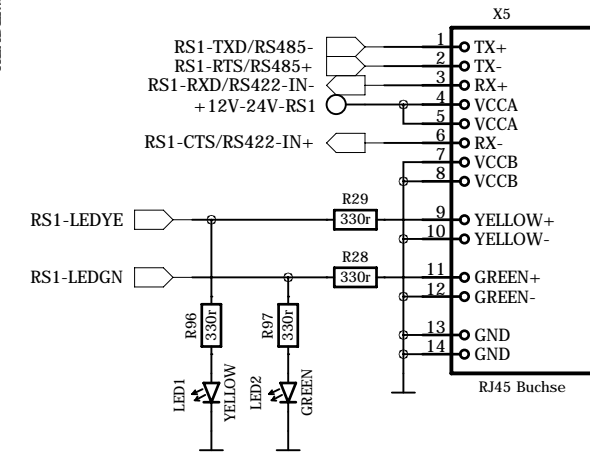 X5
RS1-TXD/RS485- 1 TX+
RS1-RTS/RS485+ 2 TX-
RS1-RXD/RS422-IN- 3 RX+
+12V-24V-RS1 4 VCCA
5 VCCA
RS1-CTS/RS422-IN+ 6 RX-
7 VCCB
8 VCCB
R29
RS1-LEDYE 330r 9 YELLOW+
10 YELLOW-
R28
RS1-LEDGN 330r 11 GREEN+
12 GREEN-
R96 330r R97 330r
13 GND
14 GND
RJ45 Buchse
LED1 YELLOW LED2 GREEN